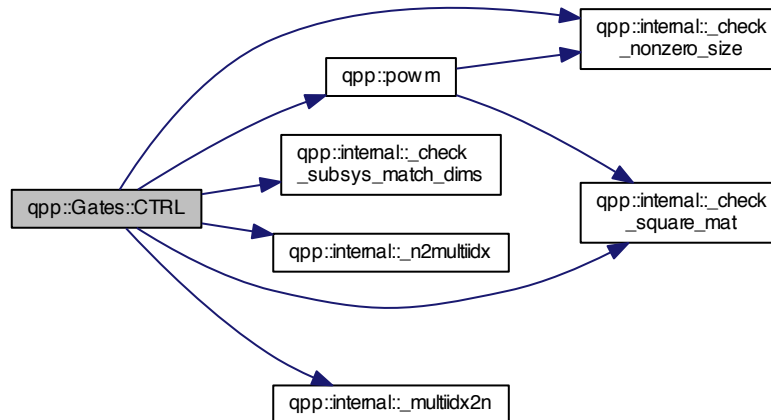 qpp::internal::_check
_nonzero_size
qpp::powm
qpp::internal::_check
_subsys_match_dims
qpp::Gates::CTRL
qpp::internal::_check
_square_mat
qpp::internal::_n2multiidx
qpp::internal::_multiidx2n